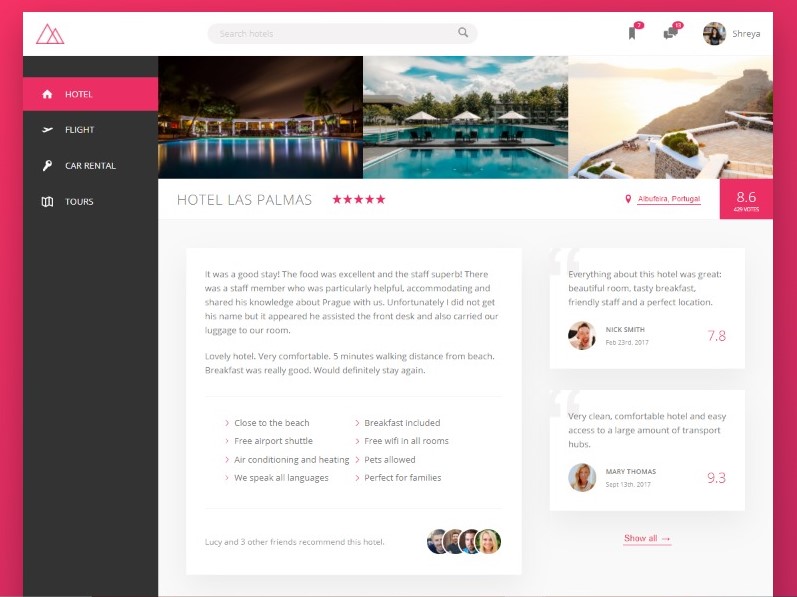 Search hotels
7
13
Shreya
HOTEL
FLIGHT
CAR RENTAL
TOURS
HOTEL LAS PALMAS
Albufeira, Portugal
8.6
429 VOTES
It was a good stay! The food was excellent and the staff superb! There
was a staff member who was particularly helpful, accommodating and
shared his knowledge about Prague with us. Unfortunately I did not get
his name but it appeared he assisted the front desk and also carried our
luggage to our room.
Lovely hotel. Very comfortable. 5 minutes walking distance from beach.
Breakfast was really good. Would definitely stay again.
Close to the beach
Free airport shuttle
Air conditioning and heating
We speak all languages
Breakfast included
Free wifi in all rooms
Pets allowed
Perfect for families
Lucy and 3 other friends recommend this hotel.
Everything about this hotel was great:
beautiful room, tasty breakfast,
friendly staff and a perfect location.
NICK SMITH
Feb 23rd, 2017
7.8
Very clean, comfortable hotel and easy
access to a large amount of transport
hubs.
MARY THOMAS
Sept 13th, 2017
9.3
Show all →